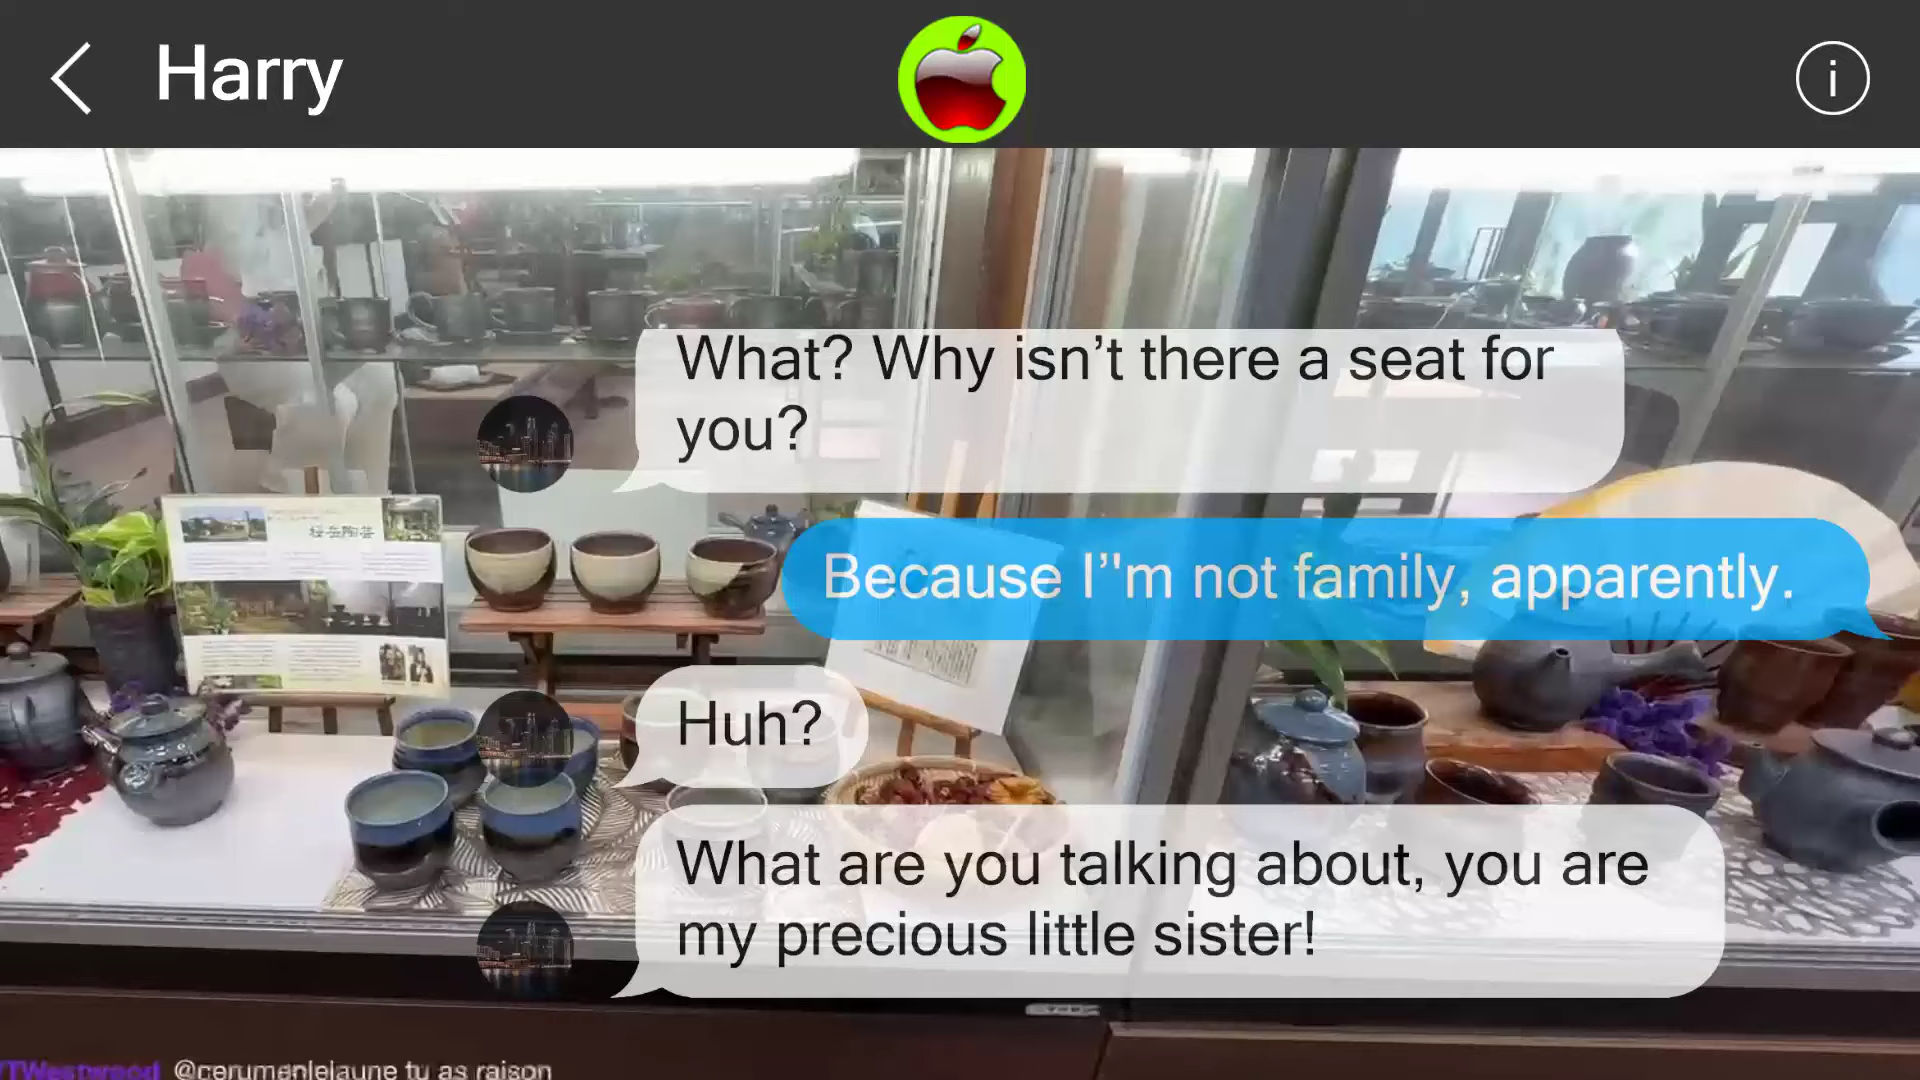 Harry
What? Why isn’t there a seat for
you?
Because I’'m not family, apparently.
Huh?
What are you talking about, you are
my precious little sister!
@cerumenlejaune tu as raison